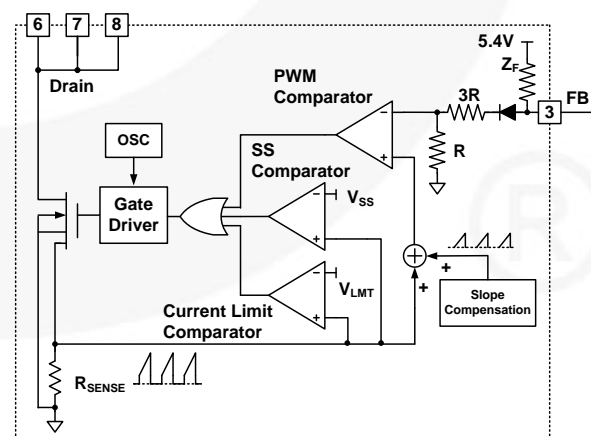 6 7 8
Drain
5.4V
Z_F
PWM
Comparator
3R
3 FB
R
OSC
SS
Comparator
V_SS
Gate
Driver
V_LMT
+
+
Slope
Compensation
Current Limit
Comparator
R_SENSE
®